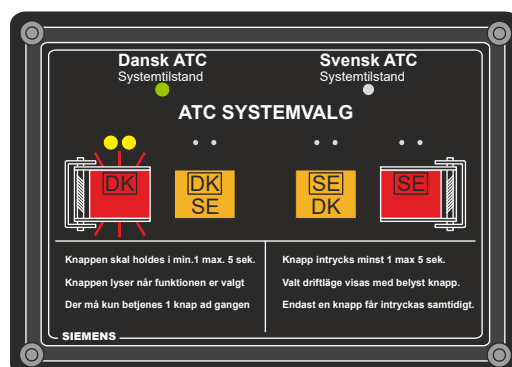 Dansk ATC
Systemtilstand
Svensk ATC
Systemtilstand
ATC SYSTEMVALG
DK
DK
SE
SE
DK
SE
Knappen skal holdes i min.1 max. 5 sek.
Knappen lyser når funktionen er valgt
Der må kun betjenes 1 knap ad gangen
Knapp intrycks minst 1 max 5 sek.
Valt driftläge visas med belyst knapp.
Endast en knapp får intryckas samtidigt.
SIEMENS